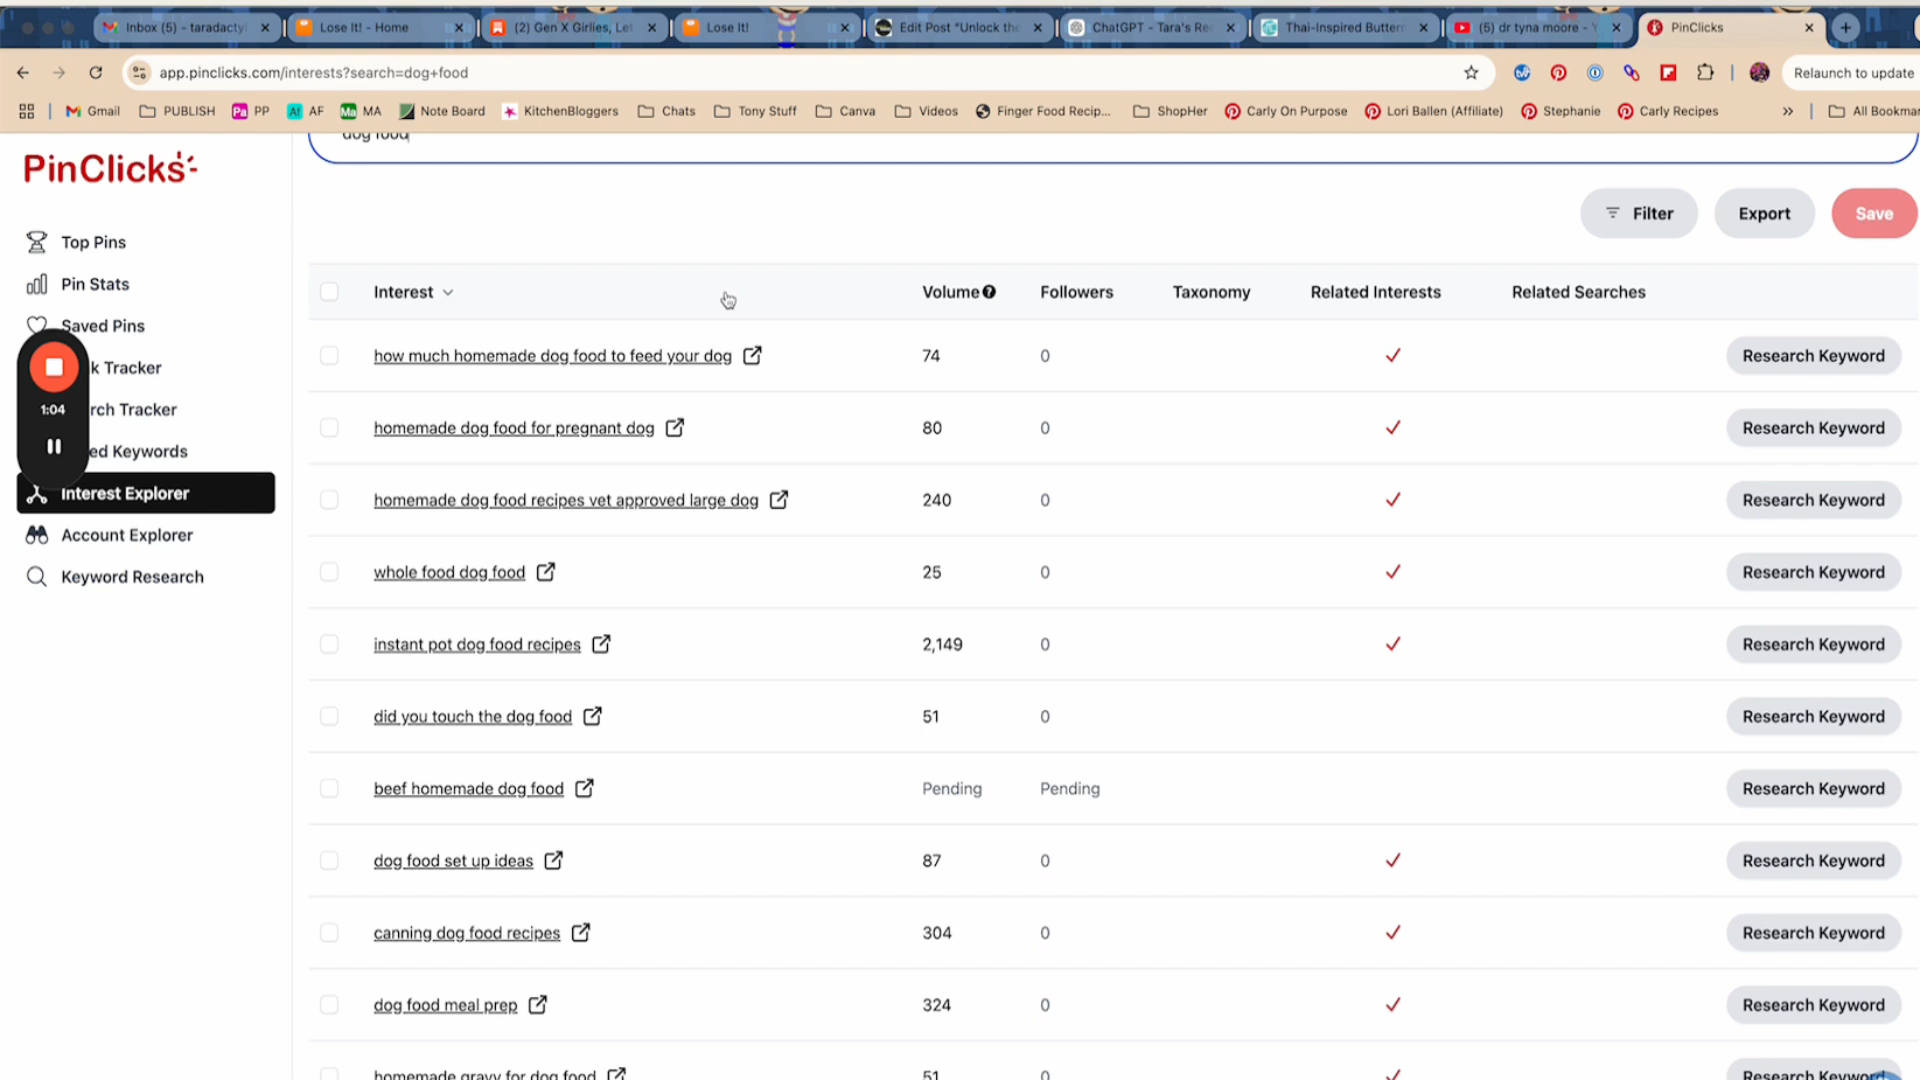 Inbox (5) - taradacty
Lose It! - Home
(2) Gen X Girlies, Let
Lose It!
Edit Post "Unlock the
ChatGPT - Tara's Re
Thai-Inspired Buttern
(5) dr tyna moore - Y
PinClicks
app.pinclicks.com/interests?search=dog+food
Relaunch to update
Gmail
PUBLISH
PP
AF
MA
Note Board
KitchenBloggers
Chats
Tony Stuff
Canva
Videos
Finger Food Recip...
ShopHer
Carly On Purpose
Lori Ballen (Affiliate)
Stephanie
Carly Recipes
All Bookmar
dog food
PinClicks
Filter
Export
Save
Top Pins
Pin Stats
Saved Pins
k Tracker
rch Tracker
ed Keywords
1:04
Interest Explorer
Account Explorer
Keyword Research
Interest Volume Followers Taxonomy Related Interests Related Searches
how much homemade dog food to feed your dog 74 0 Research Keyword
homemade dog food for pregnant dog 80 0 Research Keyword
homemade dog food recipes vet approved large dog 240 0 Research Keyword
whole food dog food 25 0 Research Keyword
instant pot dog food recipes 2,149 0 Research Keyword
did you touch the dog food 51 0 Research Keyword
beef homemade dog food Pending Pending Research Keyword
dog food set up ideas 87 0 Research Keyword
canning dog food recipes 304 0 Research Keyword
dog food meal prep 324 0 Research Keyword
homemade gravy for dog food 51 0 Research Keyword